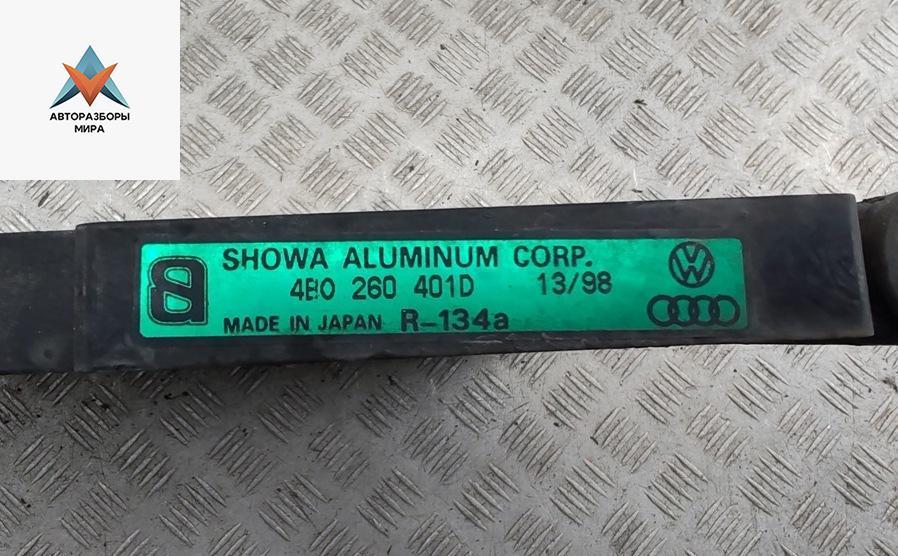 АВТОРАЗБОРЫ
МИРА
SHOWA ALUMINUM CORP.
4B0 260 401D 13/98
MADE IN JAPAN R-134a